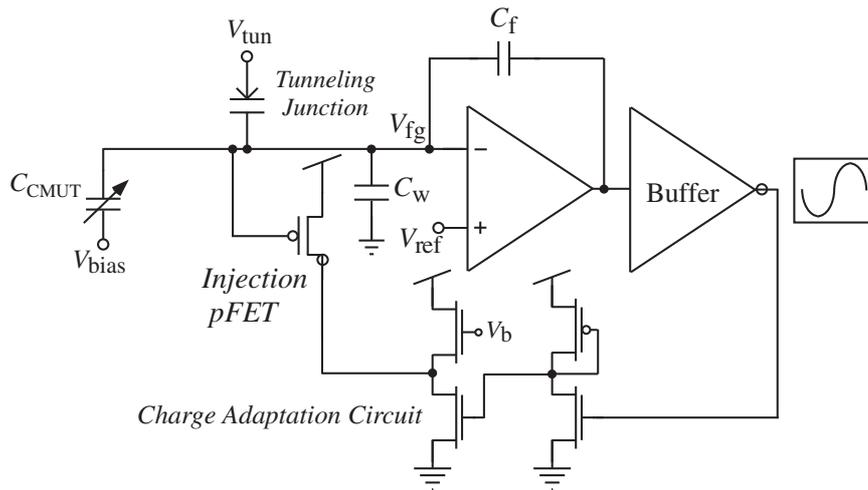 C_f
V_tun
Tunneling
Junction
V_fg
C_CMUT
C_w
Buffer
V_ref
V_bias
Injection
pFET
V_b
Charge Adaptation Circuit